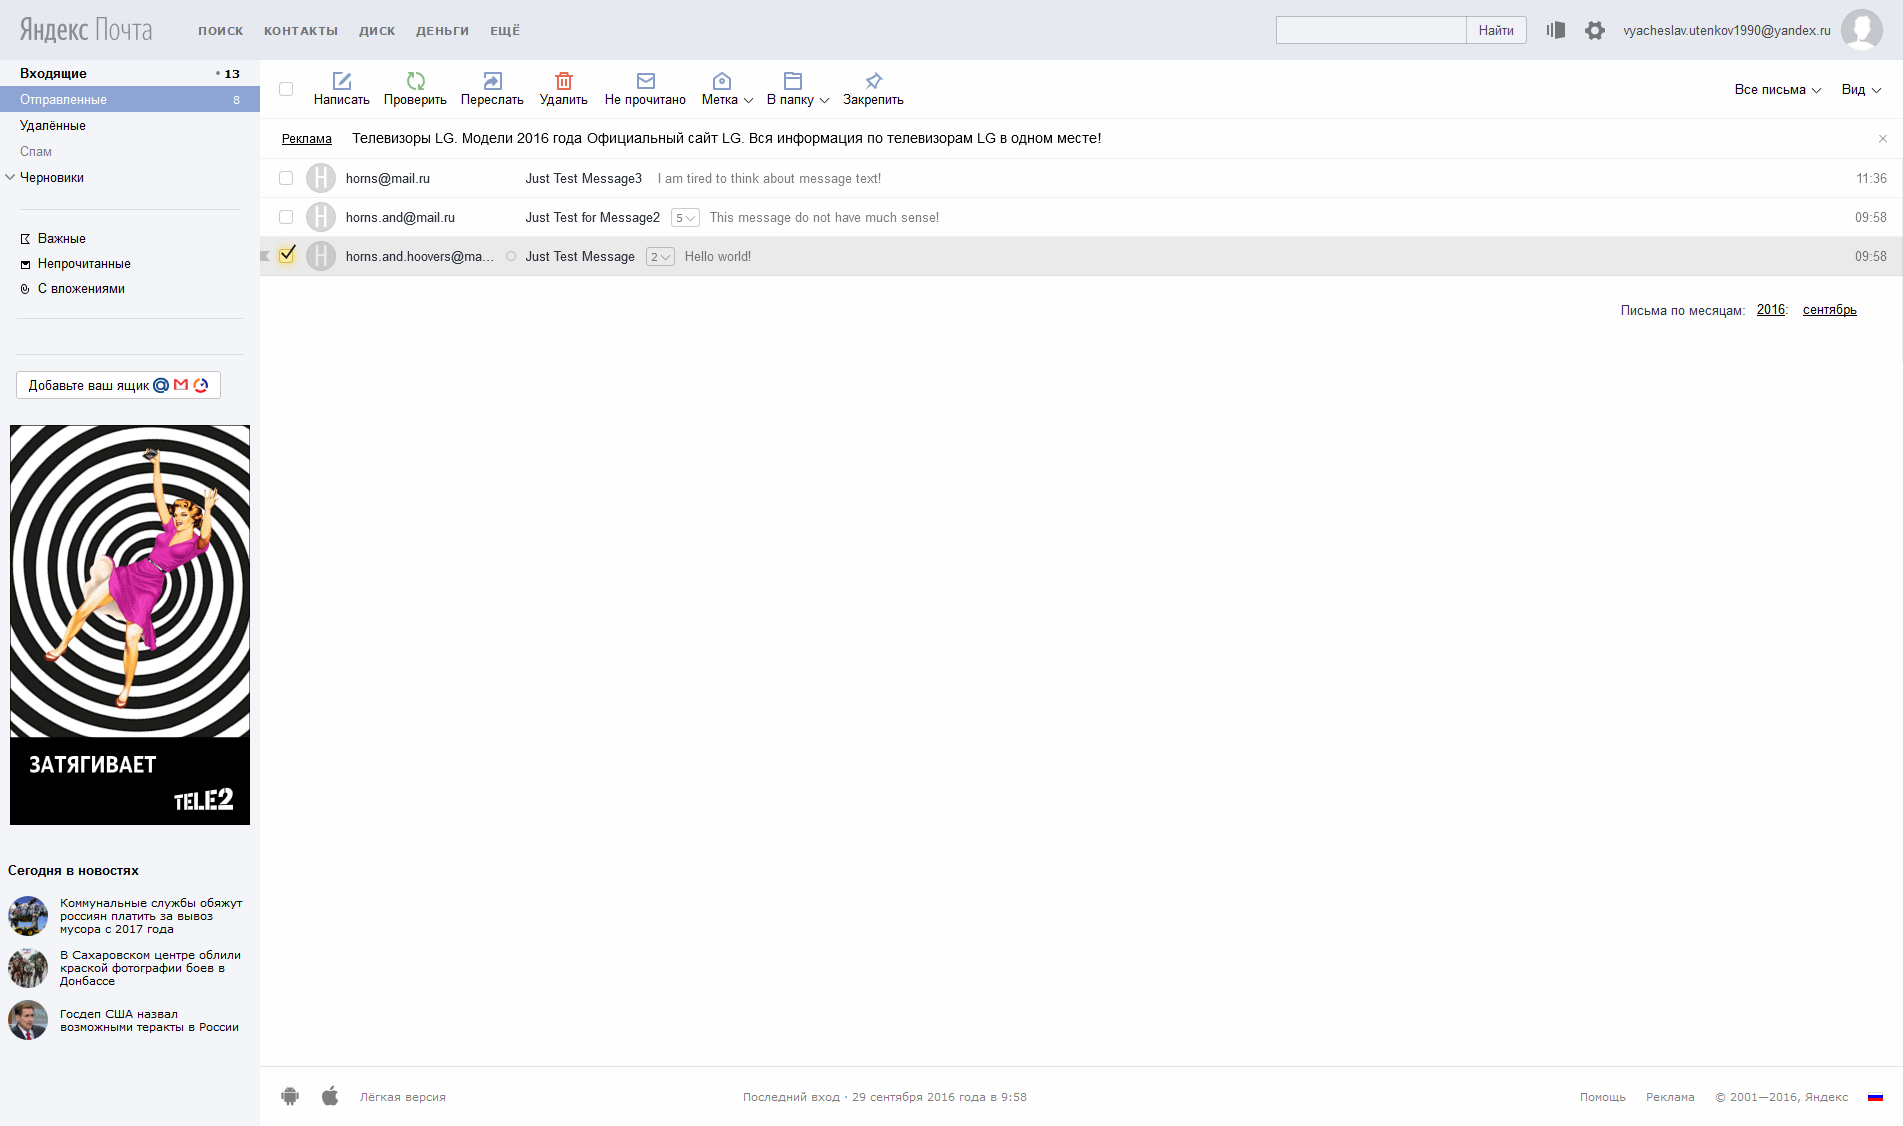 Яндекс Почта
ПОИСК КОНТАКТЫ ДИСК ДЕНЬГИ ЕЩЁ
Найти
vyacheslav.utenkov1990@yandex.ru
Входящие • 13
Отправленные 8
Удалённые
Спам
Черновики
Важные
Непрочитанные
С вложениями
Добавьте ваш ящик
ЗАТЯГИВАЕТ
TELE2
Сегодня в новостях
Коммунальные службы обяжут
россиян платить за вывоз
мусора с 2017 года
В Сахаровском центре облили
краской фотографии боев в
Донбассе
Госдеп США назвал
возможными теракты в России
Написать Проверить Переслать Удалить Не прочитано Метка В папку Закрепить
Все письма Вид
Реклама Телевизоры LG. Модели 2016 года Официальный сайт LG. Вся информация по телевизорам LG в одном месте!
H horns@mail.ru Just Test Message3 I am tired to think about message text! 11:36
H horns.and@mail.ru Just Test for Message2 5 This message do not have much sense! 09:58
H horns.and.hoovers@ma... Just Test Message 2 Hello world! 09:58
Письма по месяцам: 2016: сентябрь
Лёгкая версия
Последний вход · 29 сентября 2016 года в 9:58
Помощь Реклама © 2001—2016, Яндекс